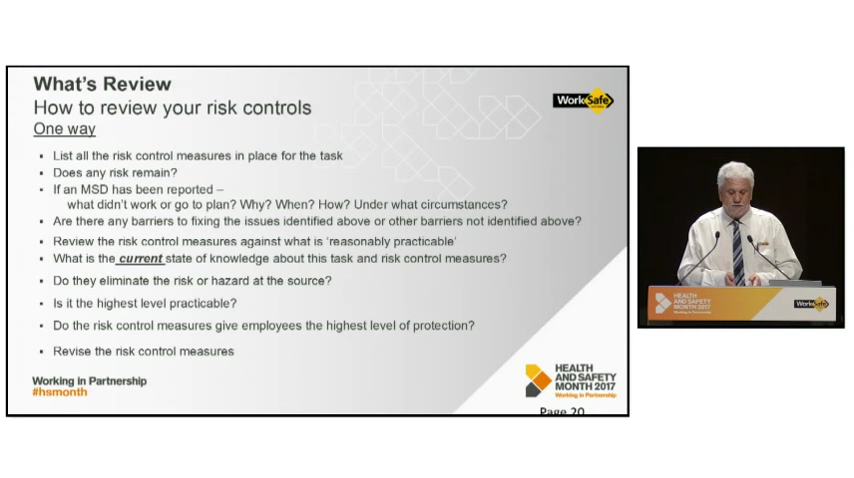 What's Review
How to review your risk controls
One way
WorkSafe
▪ List all the risk control measures in place for the task
▪ Does any risk remain?
▪ If an MSD has been reported –
what didn't work or go to plan? Why? When? How? Under what circumstances?
▪ Are there any barriers to fixing the issues identified above or other barriers not identified above?
▪ Review the risk control measures against what is 'reasonably practicable'
▪ What is the current state of knowledge about this task and risk control measures?
▪ Do they eliminate the risk or hazard at the source?
▪ Is it the highest level practicable?
▪ Do the risk control measures give employees the highest level of protection?
▪ Revise the risk control measures
Working in Partnership
#hsmonth
HEALTH
AND SAFETY
MONTH 2017
Working in Partnership
Page 20
HEALTH
AND SAFETY
MONTH 2017
Working in Partnership
WorkSafe